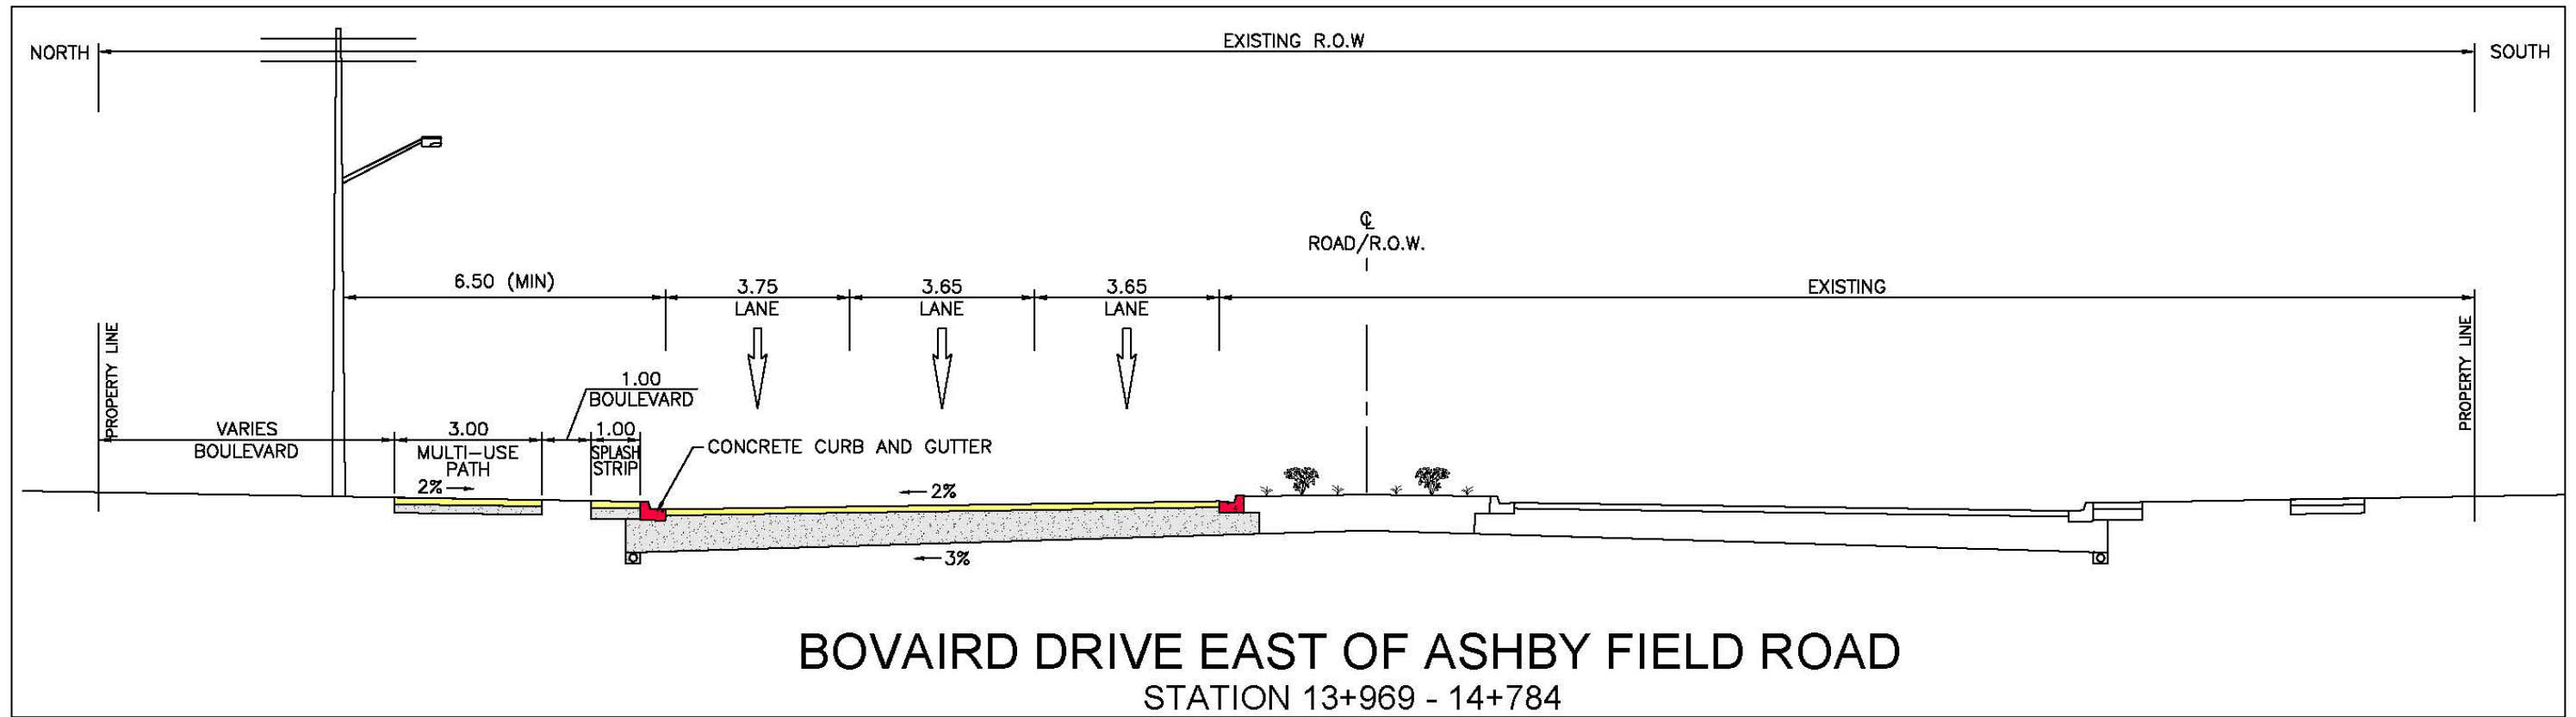 NORTH
EXISTING R.O.W
SOUTH
℄
ROAD/R.O.W.
6.50 (MIN)
3.75
LANE
3.65
LANE
3.65
LANE
EXISTING
PROPERTY LINE
PROPERTY LINE
1.00
BOULEVARD
VARIES
BOULEVARD
3.00
MULTI-USE
PATH
1.00
SPLASH
STRIP
CONCRETE CURB AND GUTTER
2%
2%
3%
BOVAIRD DRIVE EAST OF ASHBY FIELD ROAD
STATION 13+969 - 14+784